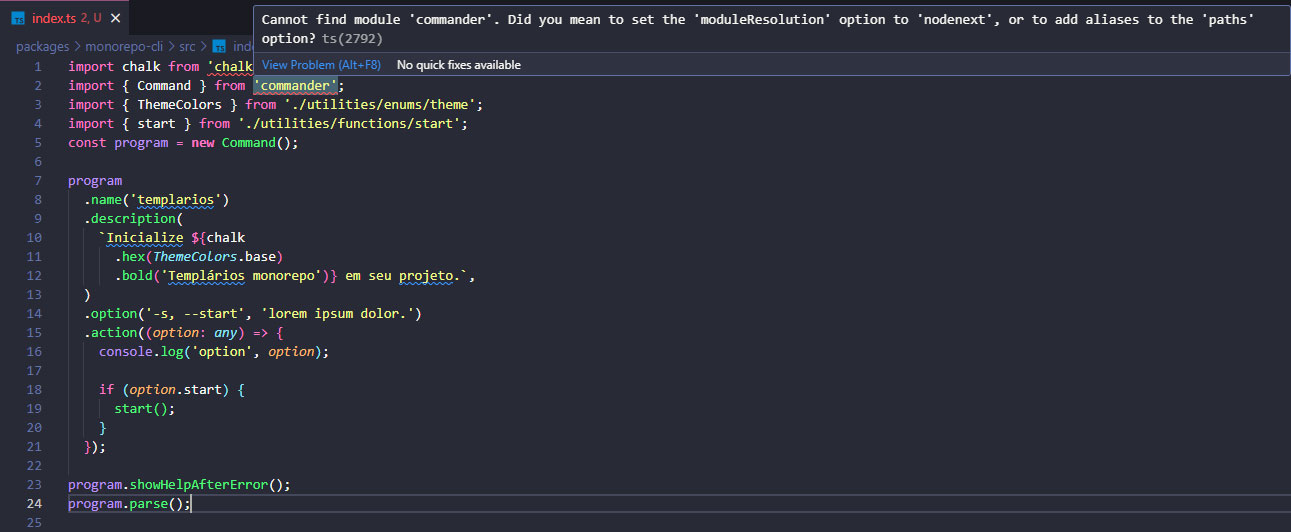 index.ts 2, U
Cannot find module 'commander'. Did you mean to set the 'moduleResolution' option to 'nodenext', or to add aliases to the 'paths'
option? ts(2792)
packages > monorepo-cli > src > TS ind
View Problem (Alt+F8) No quick fixes available
1 import chalk from 'chalk
2 import { Command } from 'commander';
3 import { ThemeColors } from './utilities/enums/theme';
4 import { start } from './utilities/functions/start';
5 const program = new Command();
6
7 program
8 .name('templarios')
9 .description(
10 `Inicialize ${chalk
11 .hex(ThemeColors.base)
12 .bold('Templários monorepo')} em seu projeto.`,
13 )
14 .option('-s, --start', 'lorem ipsum dolor.')
15 .action((option: any) => {
16 console.log('option', option);
17
18 if (option.start) {
19 start();
20 }
21 });
22
23 program.showHelpAfterError();
24 program.parse();
25